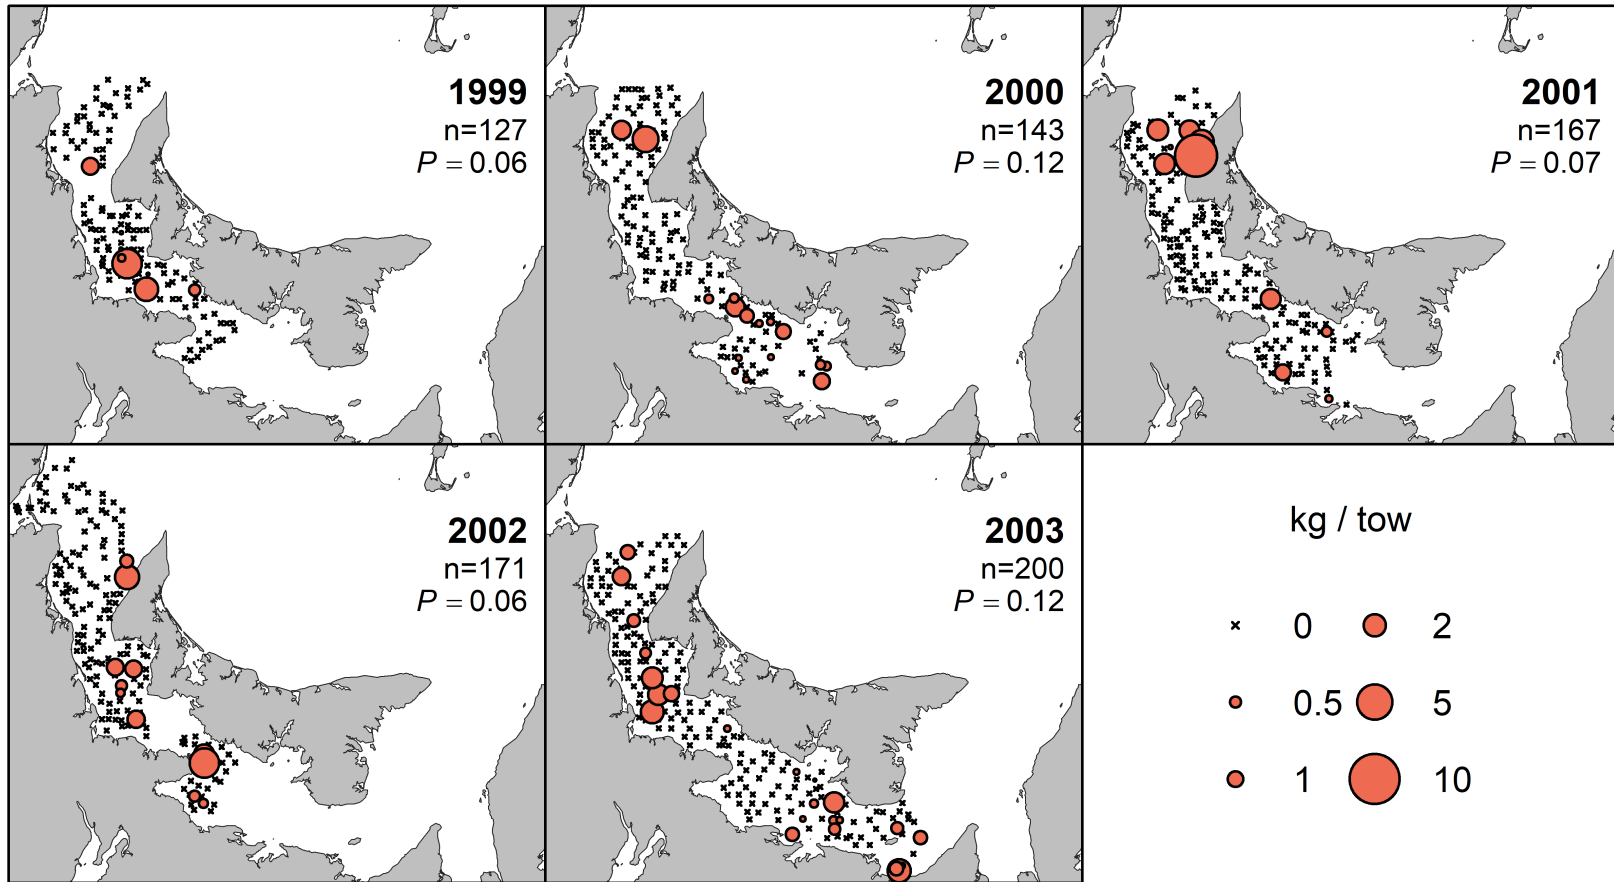 1999
n=127
P = 0.06
2000
n=143
P = 0.12
2001
n=167
P = 0.07
2002
n=171
P = 0.06
2003
n=200
P = 0.12
kg / tow
0 2
0.5 5
1 10